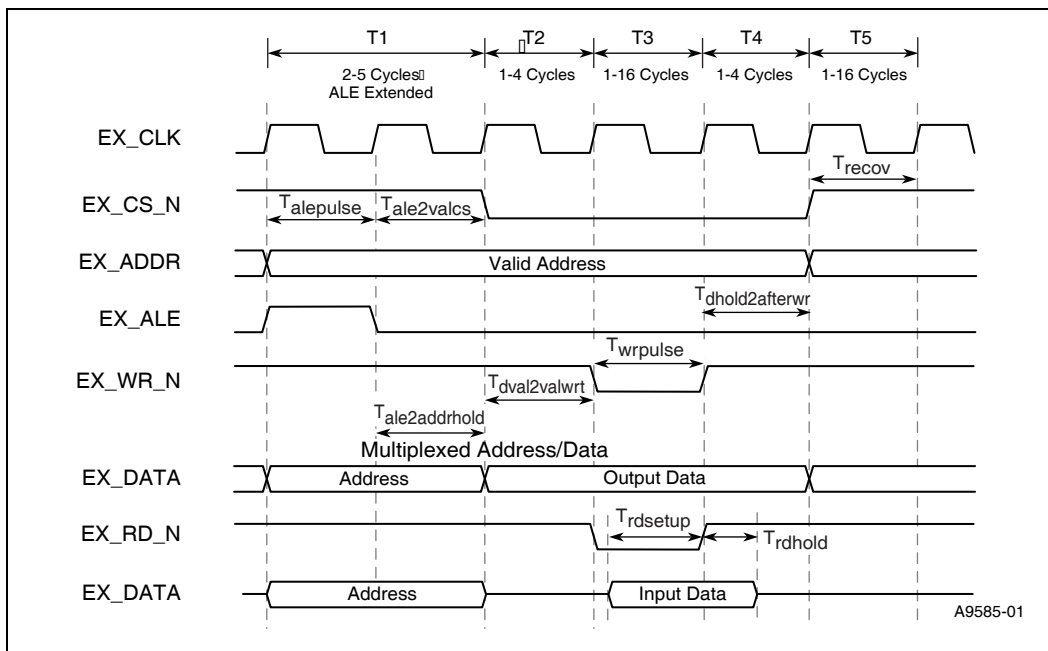 T1 T2 T3 T4 T5
2-5 Cycles 1-4 Cycles 1-16 Cycles 1-4 Cycles 1-16 Cycles
ALE Extended
EX_CLK
Trecov
EX_CS_N Talepulse Tale2valcs
EX_ADDR Valid Address
Tdhold2afterwr
EX_ALE
Twrpulse
EX_WR_N
Tdval2valwrt
Tale2addrhold
Multiplexed Address/Data
EX_DATA Address Output Data
EX_RD_N Trdsetup
Trdhold
EX_DATA Address Input Data
A9585-01